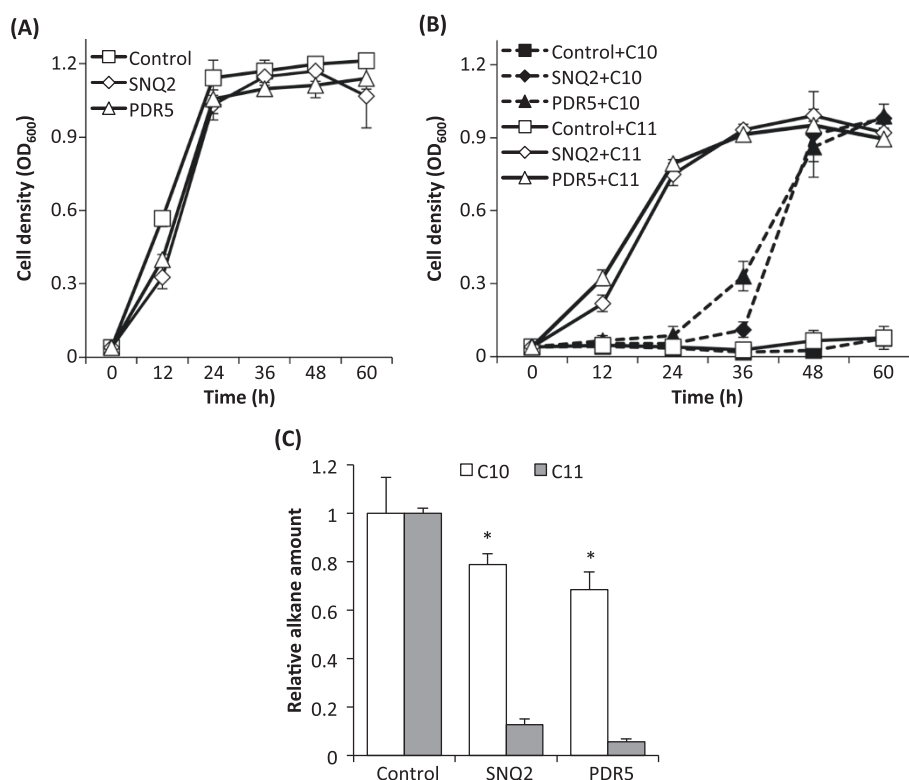 (A)
Control
SNQ2
PDR5
1.2
0.9
0.6
0.3
0
Cell density (OD600)
0 12 24 36 48 60
Time (h)
(B)
Control+C10
SNQ2+C10
PDR5+C10
Control+C11
SNQ2+C11
PDR5+C11
1.2
0.9
0.6
0.3
0
Cell density (OD600)
0 12 24 36 48 60
Time (h)
(C)
C10 C11
1.2
1
0.8
0.6
0.4
0.2
0
Relative alkane amount
* *
Control SNQ2 PDR5